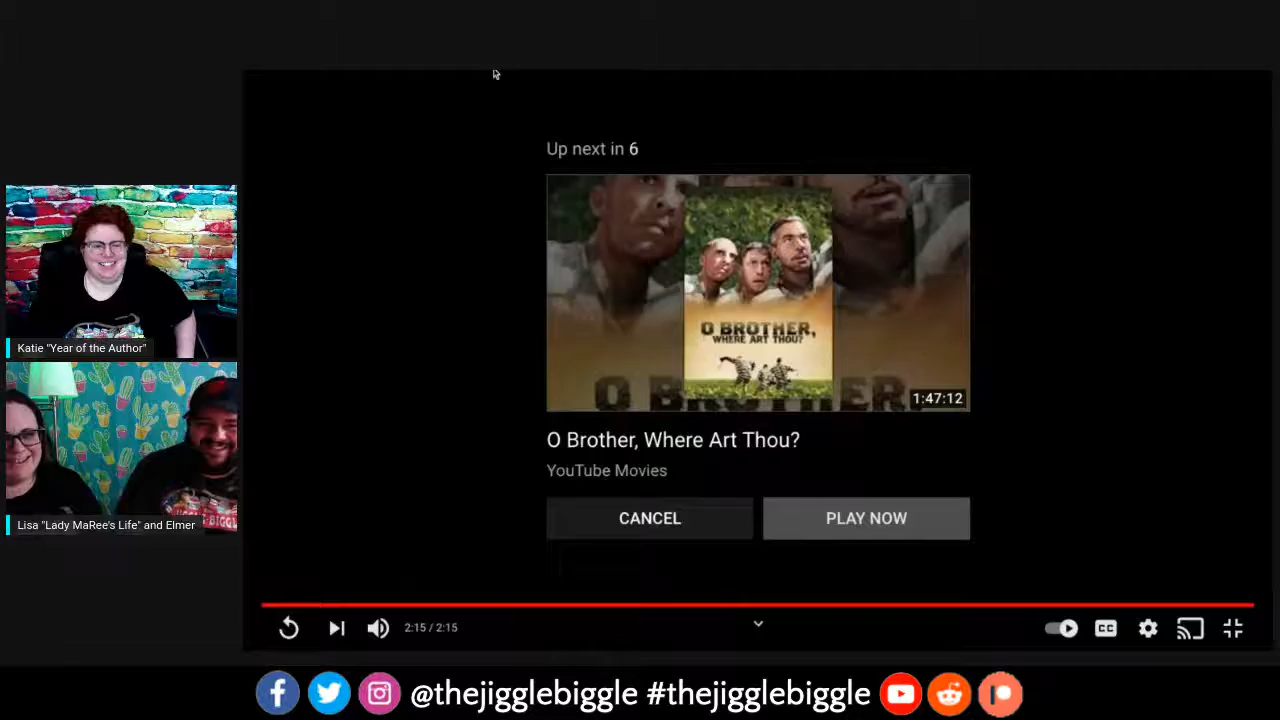 Up next in 6
O BROTHER,
WHERE ART THOU?
1:47:12
O Brother, Where Art Thou?
YouTube Movies
CANCEL
PLAY NOW
Katie "Year of the Author"
Lisa "Lady MaRee's Life" and Elmer
2:15 / 2:15
CC
@thejigglebiggle #thejigglebiggle